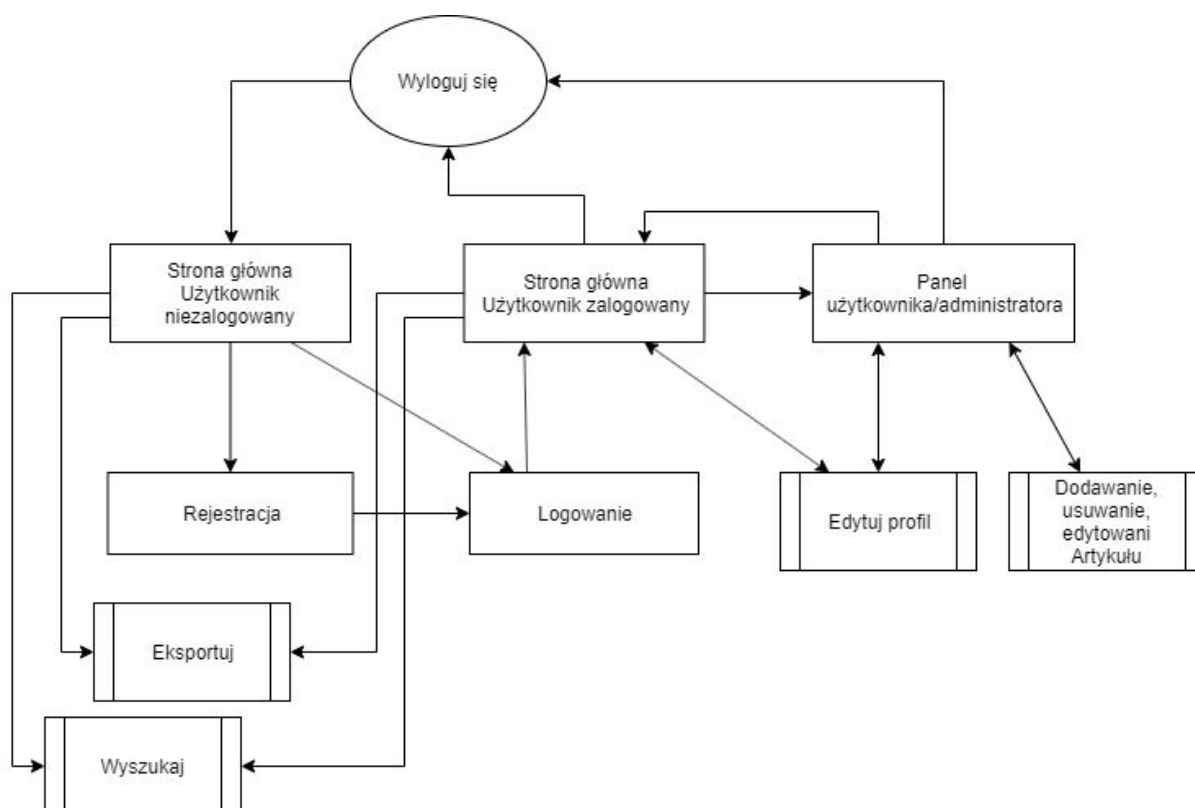 Wyloguj się
Strona główna
Użytkownik
niezalogowany
Strona główna
Użytkownik zalogowany
Panel
użytkownika/administratora
Rejestracja
Logowanie
Edytuj profil
Dodawanie,
usuwanie,
edytowani
Artykułu
Eksportuj
Wyszukaj